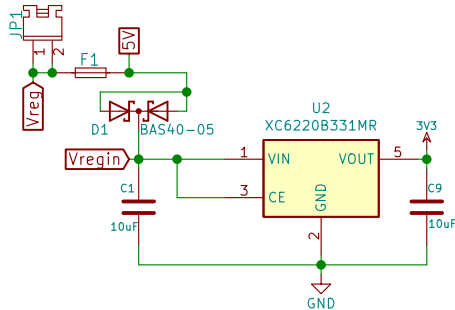 JP1
1 2
F1
5V
Vreg
D1 BAS40-05
U2
XC6220B331MR
Vregin
1 VIN VOUT 5
3V3
3 CE
GND
2
C1
10uF
C9
10uF
GND